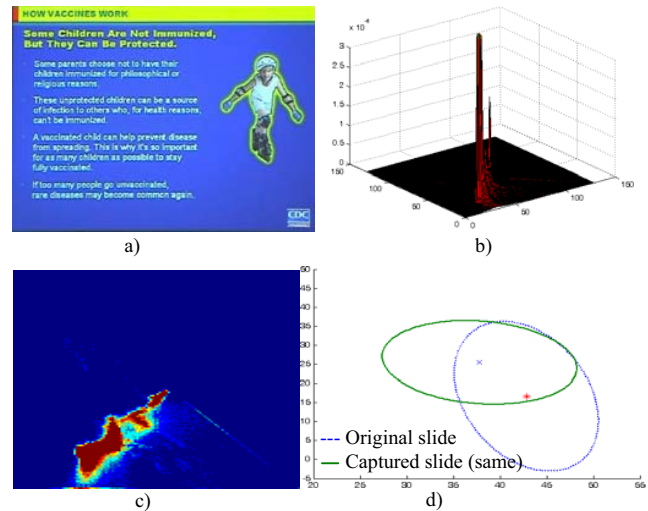 HOW VACCINES WORK
Some Children Are Not Immunized,
But They Can Be Protected.
Some parents choose not to have their
children immunized for philosophical or
religious reasons.
These unprotected children can be a source
of infection to others who, for health reasons,
can't be immunized.
A vaccinated child can help prevent disease
from spreading. This is why it's so important
for as many children as possible to stay
fully vaccinated.
If too many people go unvaccinated,
rare diseases may become common again.
CDC
a)
3
2.5
2
1.5
1
0.5
0
150
100
50
0
0
50
100
150
b)
c)
50
45
40
35
30
25
20
15
10
5
0
-5
20
25
30
35
40
45
50
55
Original slide
Captured slide (same)
d)